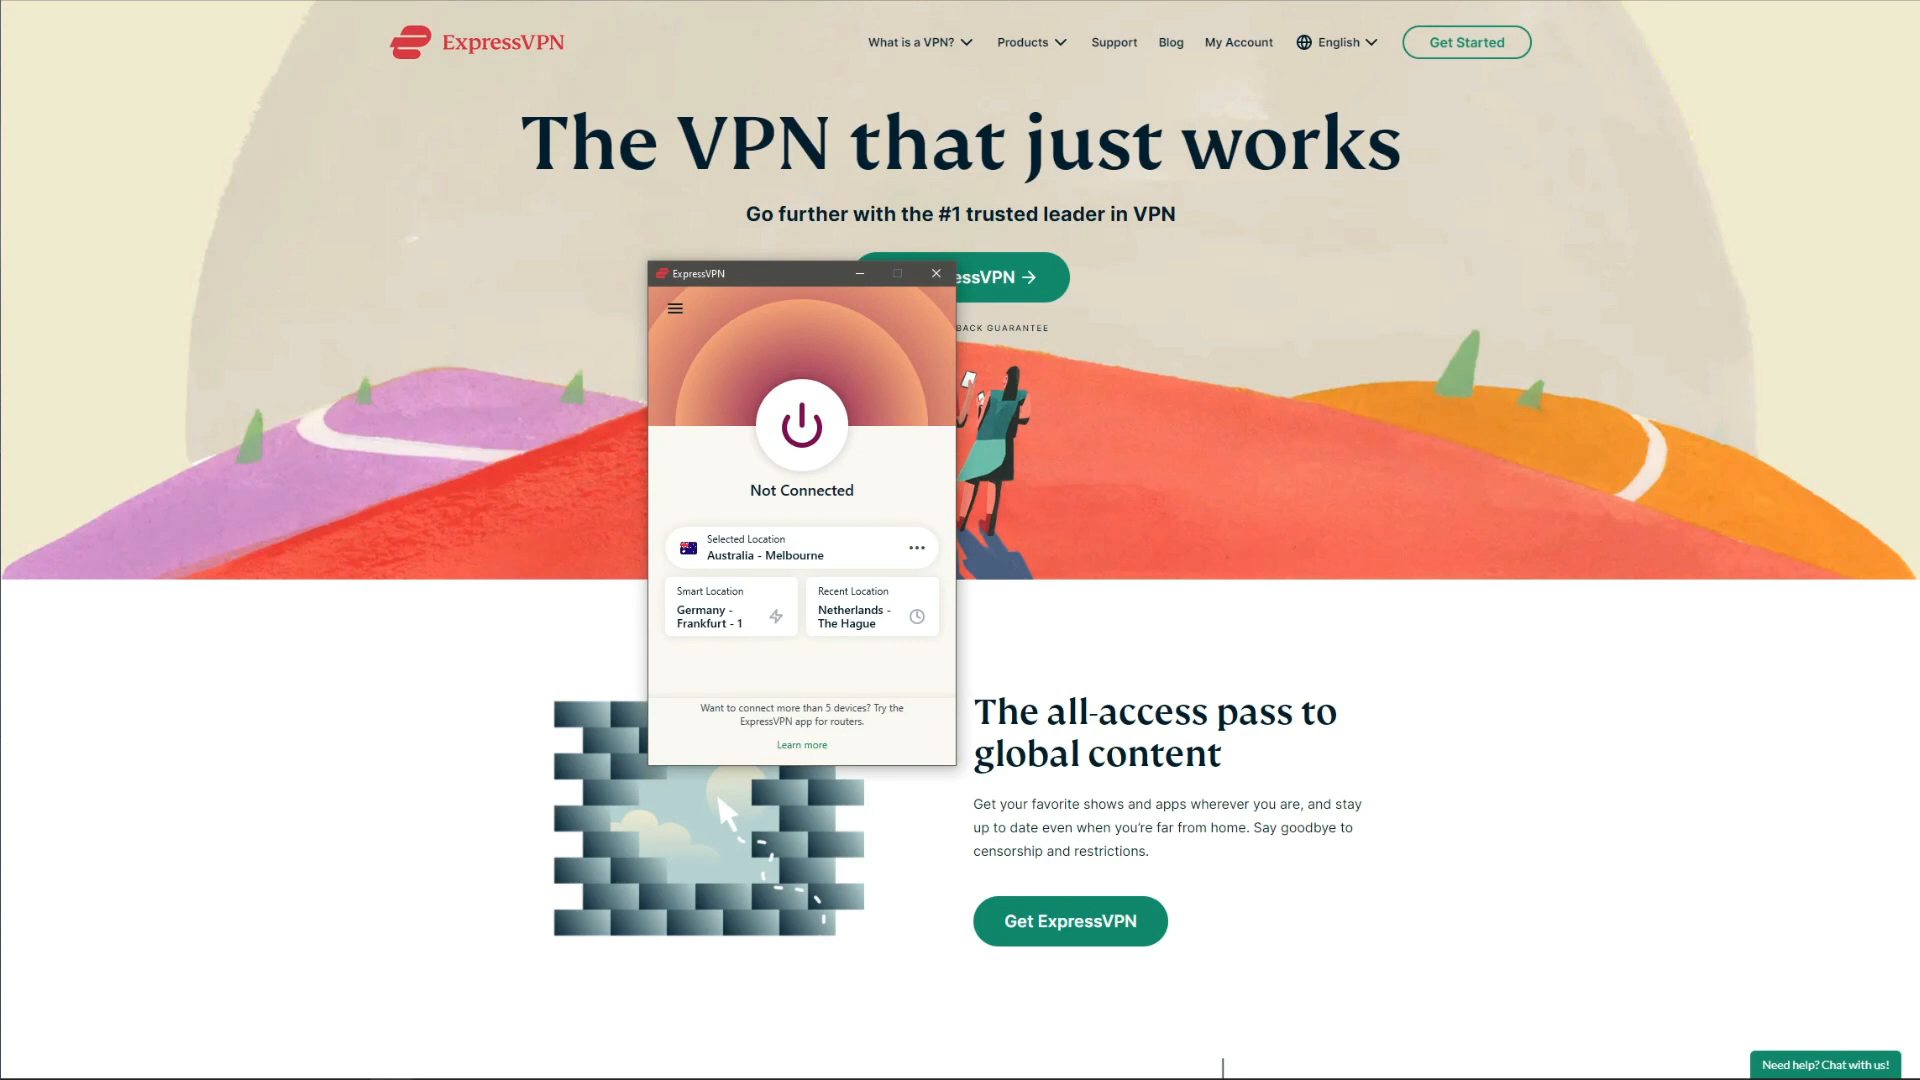 ExpressVPN
What is a VPN?
Products
Support
Blog
My Account
English
Get Started
The VPN that just works
Go further with the #1 trusted leader in VPN
ExpressVPN
BACK GUARANTEE
Not Connected
Selected Location
Australia - Melbourne
Smart Location
Germany -
Frankfurt - 1
Recent Location
Netherlands -
The Hague
Want to connect more than 5 devices? Try the
ExpressVPN app for routers.
Learn more
The all-access pass to
global content
Get your favorite shows and apps wherever you are, and stay
up to date even when you're far from home. Say goodbye to
censorship and restrictions.
Get ExpressVPN
Need help? Chat with us!